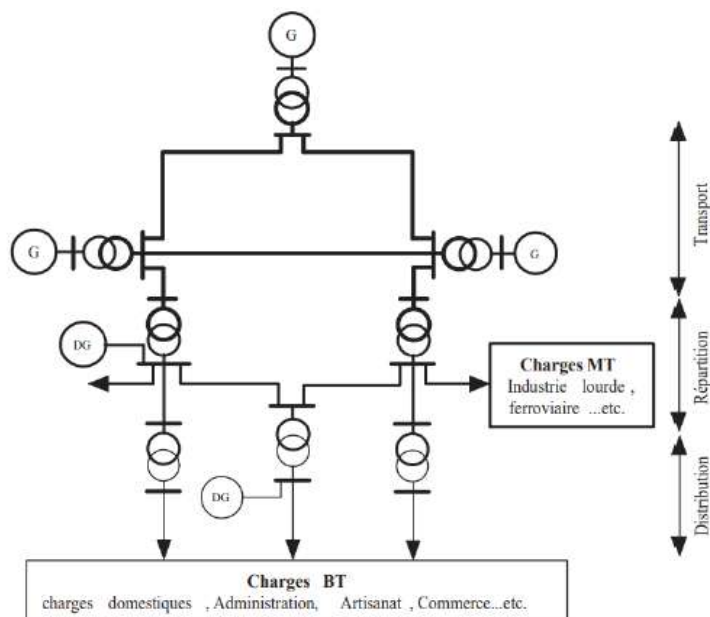 G
Transport
G
G
DG
Répartition
Charges MT
Industrie lourde ,
ferroviaire ...etc.
DG
Distribution
Charges BT
charges domestiques , Administration, Artisanat , Commerce...etc.